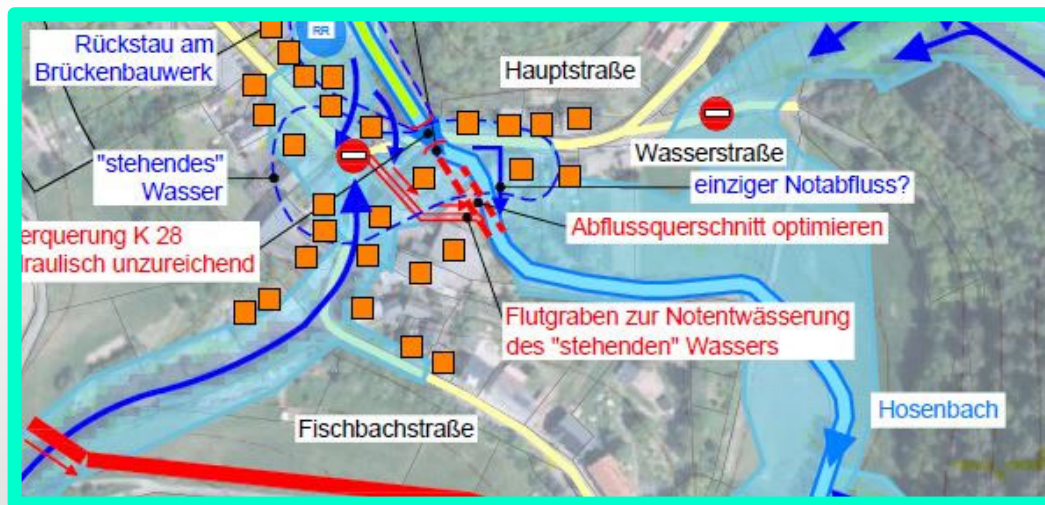 Rückstau am
Brückenbauwerk
RR
Hauptstraße
"stehendes"
Wasser
Wasserstraße
einziger Notabfluss?
Abflussquerschnitt optimieren
erquerung K 28
draulisch unzureichend
Flutgraben zur Notentwässerung
des "stehenden" Wassers
Hosenbach
Fischbachstraße